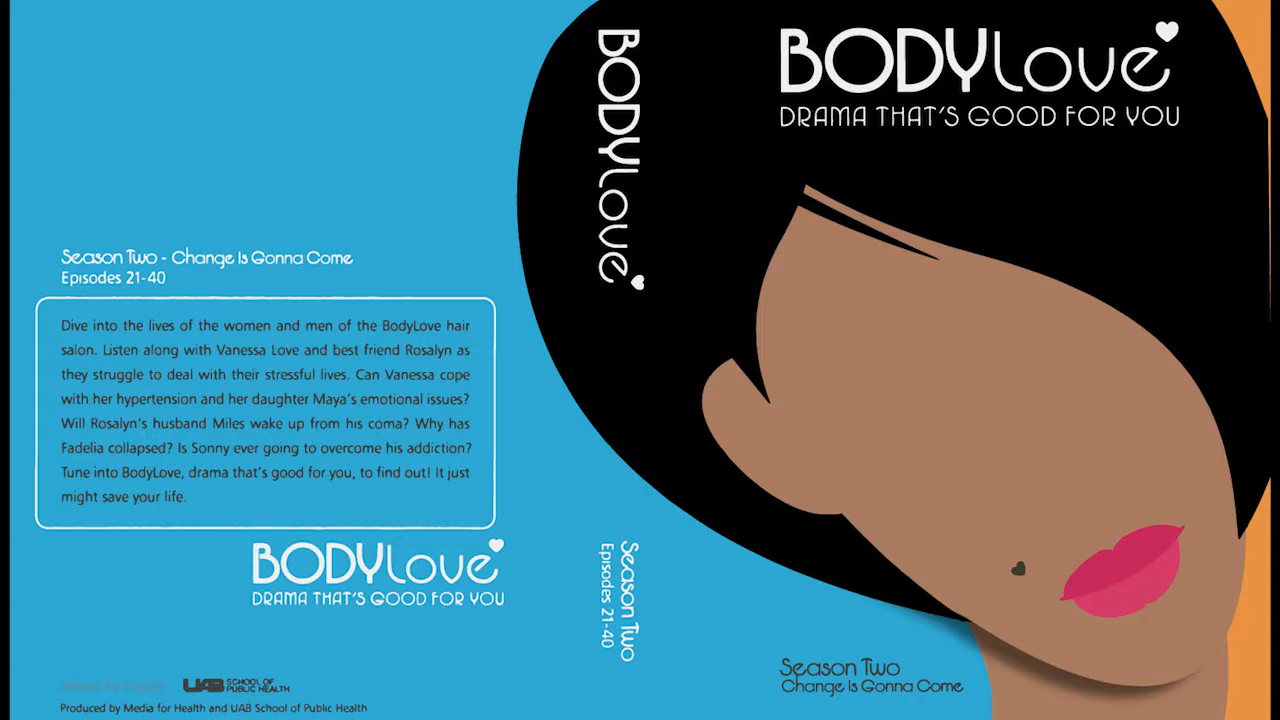 Season Two - Change Is Gonna Come
Episodes 21-40
Dive into the lives of the women and men of the BodyLove hair
salon. Listen along with Vanessa Love and best friend Rosalyn as
they struggle to deal with their stressful lives. Can Vanessa cope
with her hypertension and her daughter Maya's emotional issues?
Will Rosalyn's husband Miles wake up from his coma? Why has
Fadelia collapsed? Is Sonny ever going to overcome his addiction?
Tune into BodyLove, drama that's good for you, to find out! It just
might save your life.
BODYLove
DRAMA THAT'S GOOD FOR YOU
UAB SCHOOL OF
PUBLIC HEALTH
Produced by Media for Health and UAB School of Public Health
BODYLove
Season Two
Episodes 21-40
BODYLove
DRAMA THAT'S GOOD FOR YOU
Season Two
Change Is Gonna Come